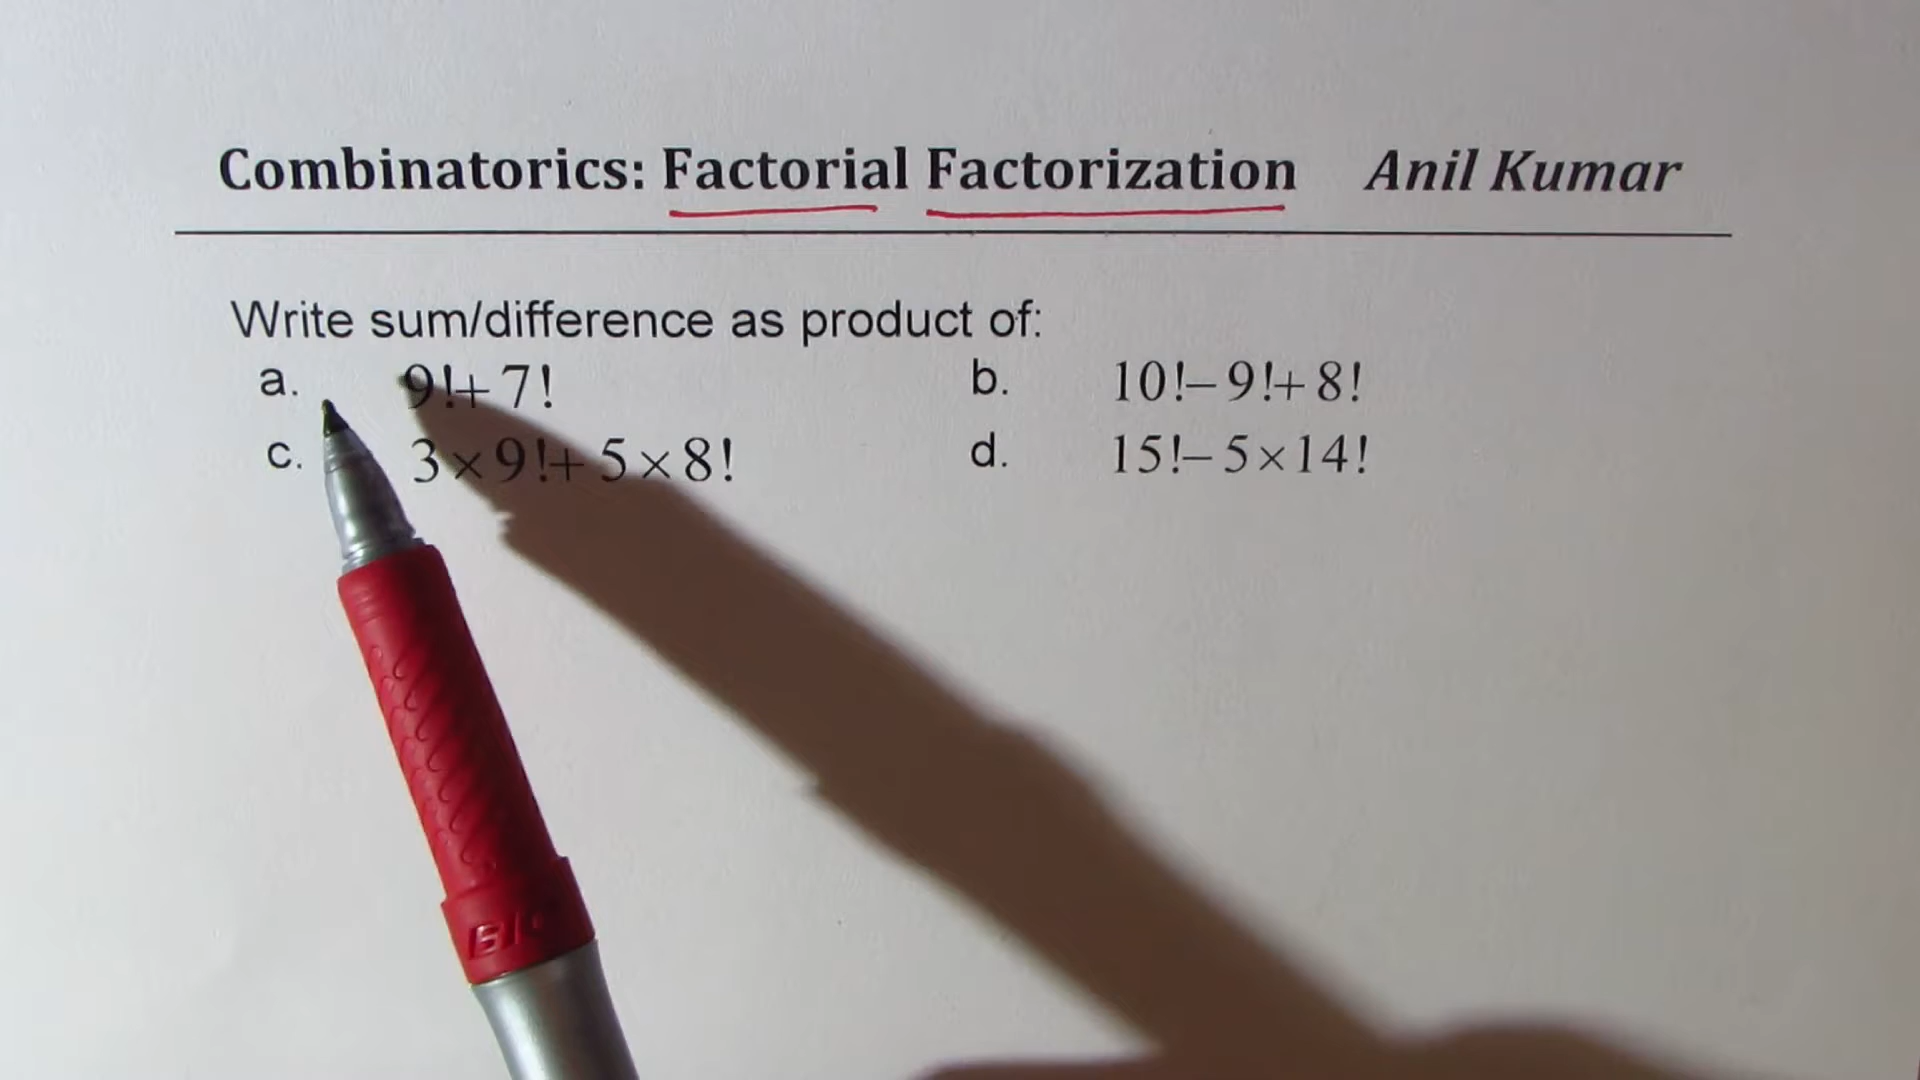 Combinatorics: Factorial Factorization Anil Kumar
Write sum/difference as product of:
a. 9!+ 7! b. 10!– 9!+ 8!
c. 3×9!+ 5×8! d. 15!– 5×14!
BIC